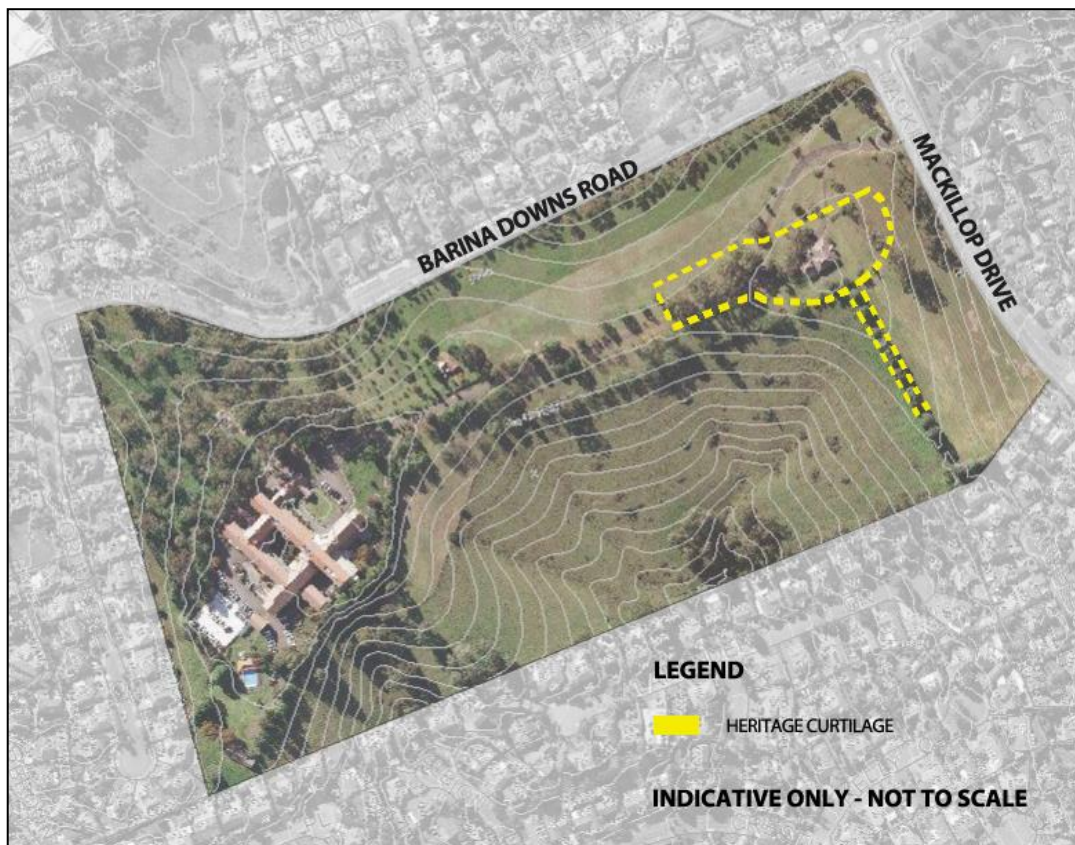 BARINA DOWNS ROAD
MACKILLOP DRIVE
LEGEND
HERITAGE CURTILAGE
INDICATIVE ONLY - NOT TO SCALE